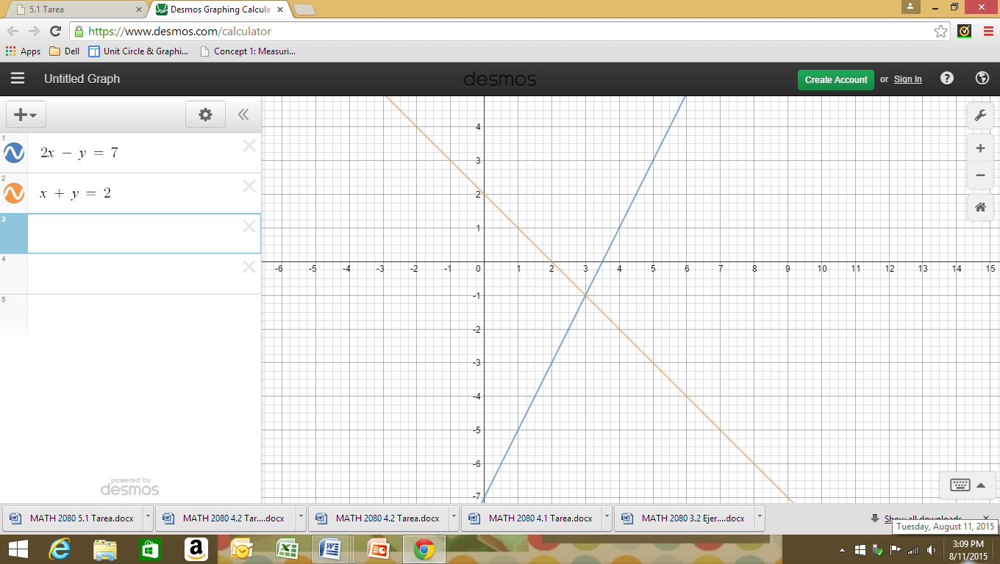 5.1 Tarea
Desmos Graphing Calcula
https://www.desmos.com/calculator
Apps Dell Unit Circle & Graphi... Concept 1: Measuri...
Untitled Graph desmos Create Account or Sign In ?
1 2x − y = 7
2 x + y = 2
3
4
5
powered by
desmos
4
3
2
1
-6 -5 -4 -3 -2 -1 0 1 2 3 4 5 6 7 8 9 10 11 12 13 14 15
-1
-2
-3
-4
-5
-6
-7
MATH 2080 5.1 Tarea.docx MATH 2080 4.2 Tar....docx MATH 2080 4.2 Tarea.docx MATH 2080 4.1 Tarea.docx MATH 2080 3.2 Ejer....docx Show all downloads...
Tuesday, August 11, 2015
3:09 PM
8/11/2015